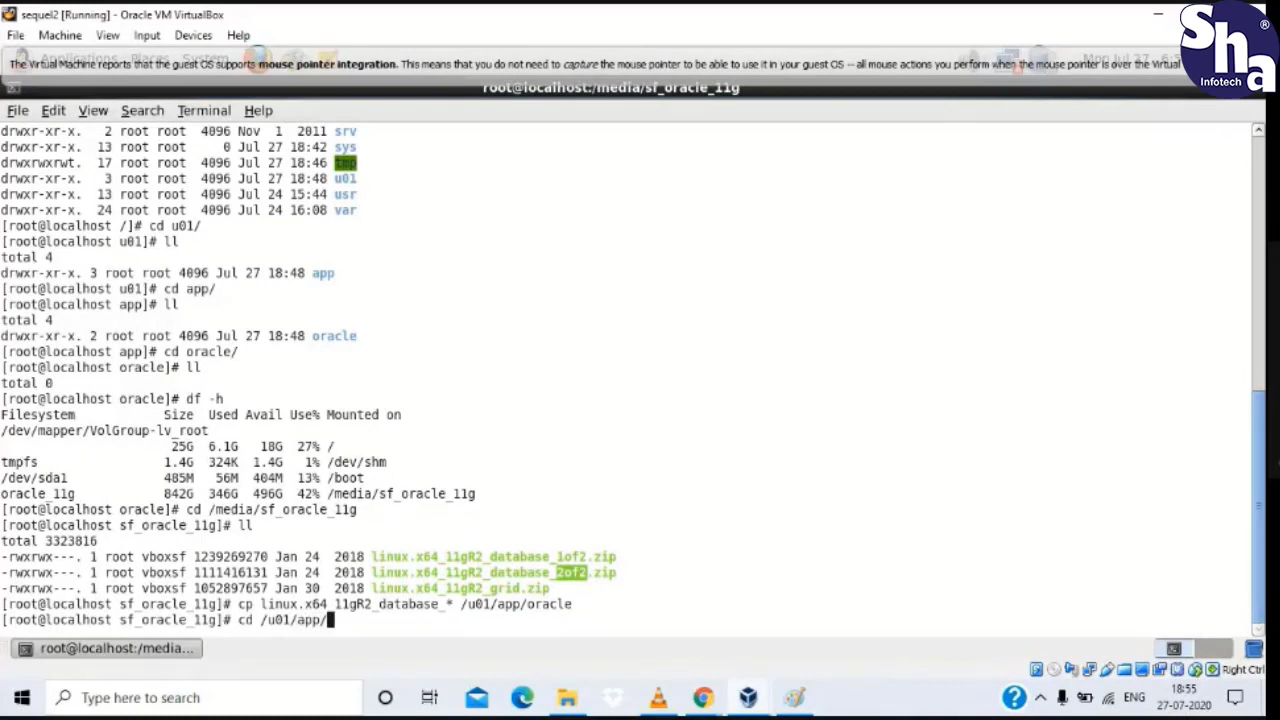 sequel2 [Running] - Oracle VM VirtualBox
File Machine View Input Devices Help
Applications Places System
The Virtual Machine reports that the guest OS supports mouse pointer integration. This means that you do not need to capture the mouse pointer to be able to use it in your guest OS -- all mouse actions you perform when the mouse pointer is over the Virtual
Sha
Infotech
root@localhost:/media/sf_oracle_11g
File Edit View Search Terminal Help
drwxr-xr-x. 2 root root 4096 Nov 1 2011 srv
drwxr-xr-x. 13 root root 0 Jul 27 18:42 sys
drwxrwxrwt. 17 root root 4096 Jul 27 18:46 tmp
drwxr-xr-x. 3 root root 4096 Jul 27 18:48 u01
drwxr-xr-x. 13 root root 4096 Jul 24 15:44 usr
drwxr-xr-x. 24 root root 4096 Jul 24 16:08 var
[root@localhost /]# cd u01/
[root@localhost u01]# ll
total 4
drwxr-xr-x. 3 root root 4096 Jul 27 18:48 app
[root@localhost u01]# cd app/
[root@localhost app]# ll
total 4
drwxr-xr-x. 2 root root 4096 Jul 27 18:48 oracle
[root@localhost app]# cd oracle/
[root@localhost oracle]# ll
total 0
[root@localhost oracle]# df -h
Filesystem Size Used Avail Use% Mounted on
/dev/mapper/VolGroup-lv_root
25G 6.1G 18G 27% /
tmpfs 1.4G 324K 1.4G 1% /dev/shm
/dev/sda1 485M 56M 404M 13% /boot
oracle_11g 842G 346G 496G 42% /media/sf_oracle_11g
[root@localhost oracle]# cd /media/sf_oracle_11g
[root@localhost sf_oracle_11g]# ll
total 3323816
-rwxrwx---. 1 root vboxsf 1239269270 Jan 24 2018 linux.x64_11gR2_database_1of2.zip
-rwxrwx---. 1 root vboxsf 1111416131 Jan 24 2018 linux.x64_11gR2_database_2of2.zip
-rwxrwx---. 1 root vboxsf 1052897657 Jan 30 2018 linux.x64_11gR2_grid.zip
[root@localhost sf_oracle_11g]# cp linux.x64_11gR2_database_* /u01/app/oracle
[root@localhost sf_oracle_11g]# cd /u01/app/
root@localhost:/media...
Right Ctrl
Type here to search
ENG
18:55
27-07-2020